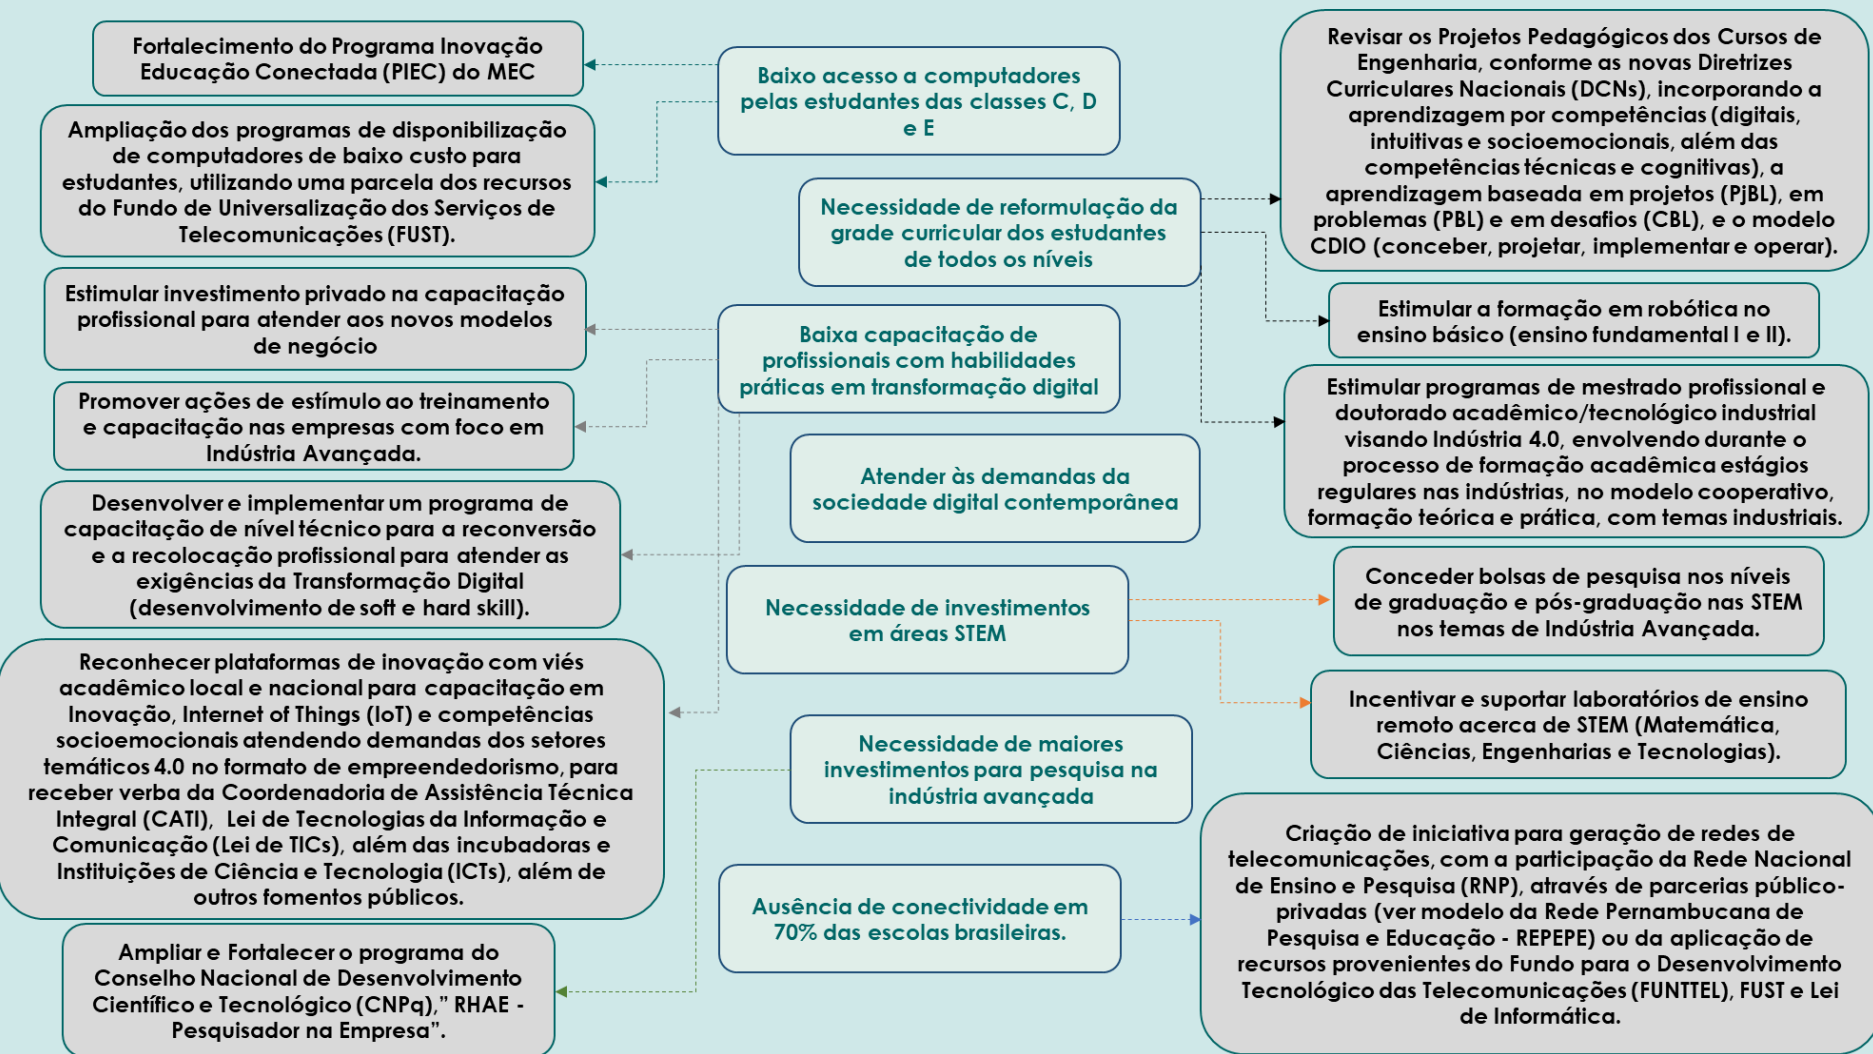 Fortalecimento do Programa Inovação
Educação Conectada (PIEC) do MEC
Ampliação dos programas de disponibilização
de computadores de baixo custo para
estudantes, utilizando uma parcela dos recursos
do Fundo de Universalização dos Serviços de
Telecomunicações (FUST).
Estimular investimento privado na capacitação
profissional para atender aos novos modelos
de negócio
Promover ações de estímulo ao treinamento
e capacitação nas empresas com foco em
Indústria Avançada.
Desenvolver e implementar um programa de
capacitação de nível técnico para a reconversão
e a recolocação profissional para atender as
exigências da Transformação Digital
(desenvolvimento de soft e hard skill).
Reconhecer plataformas de inovação com viés
acadêmico local e nacional para capacitação em
Inovação, Internet of Things (IoT) e competências
socioemocionais atendendo demandas dos setores
temáticos 4.0 no formato de empreendedorismo, para
receber verba da Coordenadoria de Assistência Técnica
Integral (CATI), Lei de Tecnologias da Informação e
Comunicação (Lei de TICs), além das incubadoras e
Instituições de Ciência e Tecnologia (ICTs), além de
outros fomentos públicos.
Ampliar e Fortalecer o programa do
Conselho Nacional de Desenvolvimento
Científico e Tecnológico (CNPq),” RHAE -
Pesquisador na Empresa”.
Baixo acesso a computadores
pelas estudantes das classes C, D
e E
Necessidade de reformulação da
grade curricular dos estudantes
de todos os níveis
Baixa capacitação de
profissionais com habilidades
práticas em transformação digital
Atender às demandas da
sociedade digital contemporânea
Necessidade de investimentos
em áreas STEM
Necessidade de maiores
investimentos para pesquisa na
indústria avançada
Ausência de conectividade em
70% das escolas brasileiras.
Revisar os Projetos Pedagógicos dos Cursos de
Engenharia, conforme as novas Diretrizes
Curriculares Nacionais (DCNs), incorporando a
aprendizagem por competências (digitais,
intuitivas e socioemocionais, além das
competências técnicas e cognitivas), a
aprendizagem baseada em projetos (PjBL), em
problemas (PBL) e em desafios (CBL), e o modelo
CDIO (conceber, projetar, implementar e operar).
Estimular a formação em robótica no
ensino básico (ensino fundamental I e II).
Estimular programas de mestrado profissional e
doutorado acadêmico/tecnológico industrial
visando Indústria 4.0, envolvendo durante o
processo de formação acadêmica estágios
regulares nas indústrias, no modelo cooperativo,
formação teórica e prática, com temas industriais.
Conceder bolsas de pesquisa nos níveis
de graduação e pós-graduação nas STEM
nos temas de Indústria Avançada.
Incentivar e suportar laboratórios de ensino
remoto acerca de STEM (Matemática,
Ciências, Engenharias e Tecnologias).
Criação de iniciativa para geração de redes de
telecomunicações, com a participação da Rede Nacional
de Ensino e Pesquisa (RNP), através de parcerias público-
privadas (ver modelo da Rede Pernambucana de
Pesquisa e Educação - REPEPE) ou da aplicação de
recursos provenientes do Fundo para o Desenvolvimento
Tecnológico das Telecomunicações (FUNTTEL), FUST e Lei
de Informática.